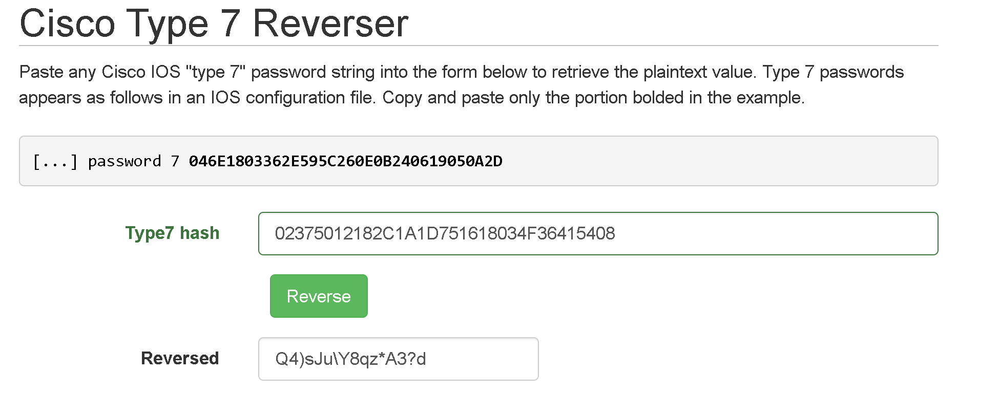 Cisco Type 7 Reverser
Paste any Cisco IOS "type 7" password string into the form below to retrieve the plaintext value. Type 7 passwords
appears as follows in an IOS configuration file. Copy and paste only the portion bolded in the example.
[...] password 7 046E1803362E595C260E0B240619050A2D
Type7 hash 02375012182C1A1D751618034F36415408
Reverse
Reversed Q4)sJu\Y8qz*A3?d